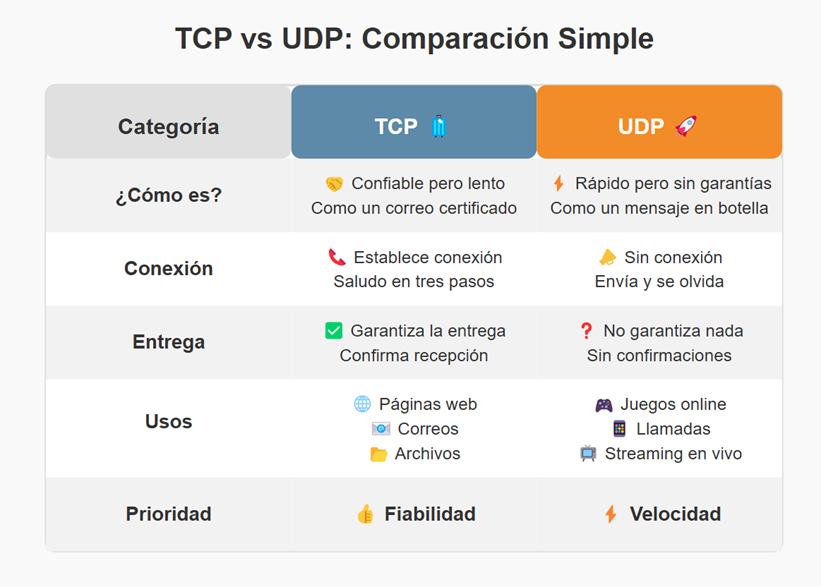 TCP vs UDP: Comparación Simple
Categoría
TCP
UDP
¿Cómo es?
Confiable pero lento
Como un correo certificado
Rápido pero sin garantías
Como un mensaje en botella
Conexión
Establece conexión
Saludo en tres pasos
Sin conexión
Envía y se olvida
Entrega
Garantiza la entrega
Confirma recepción
No garantiza nada
Sin confirmaciones
Usos
Páginas web
Correos
Archivos
Juegos online
Llamadas
Streaming en vivo
Prioridad
Fiabilidad
Velocidad